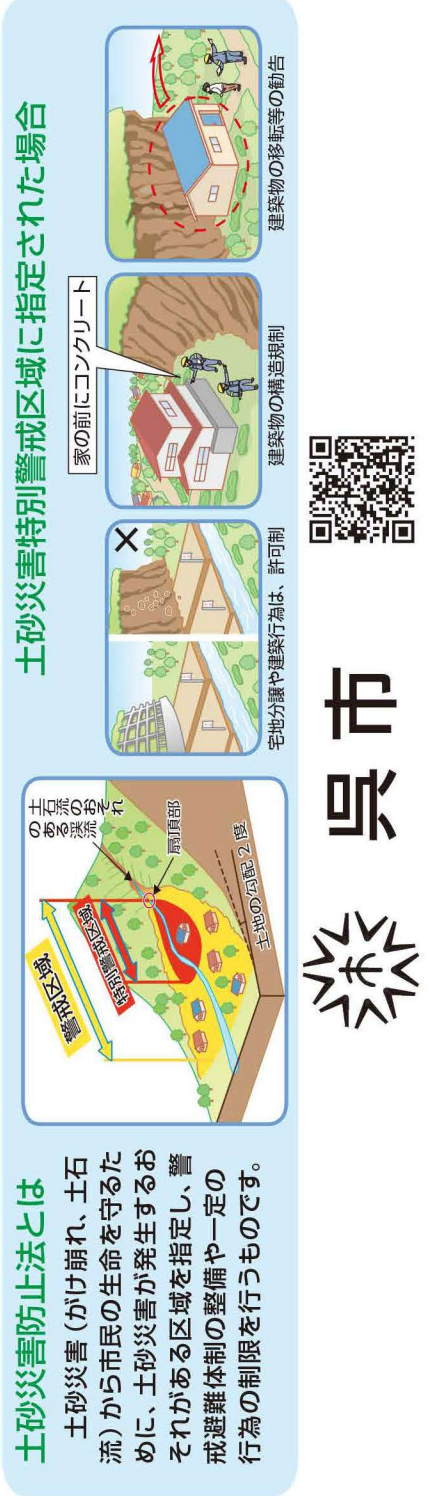 土砂災害防止法とは
土砂災害（がけ崩れ、土石
流）から市民の生命を守るた
めに、土砂災害が発生するお
それがある区域を指定し、警
戒避難体制の整備や一定の
行為の制限を行うものです。
警戒区域
特別警戒区域
土石流のおそれ
のある渓流
扇頂部
土地の勾配2度
土砂災害特別警戒区域に指定された場合
宅地分譲や建築行為は、許可制
家の前にコンクリート
建築物の構造規制
建築物の移転等の勧告
呉市